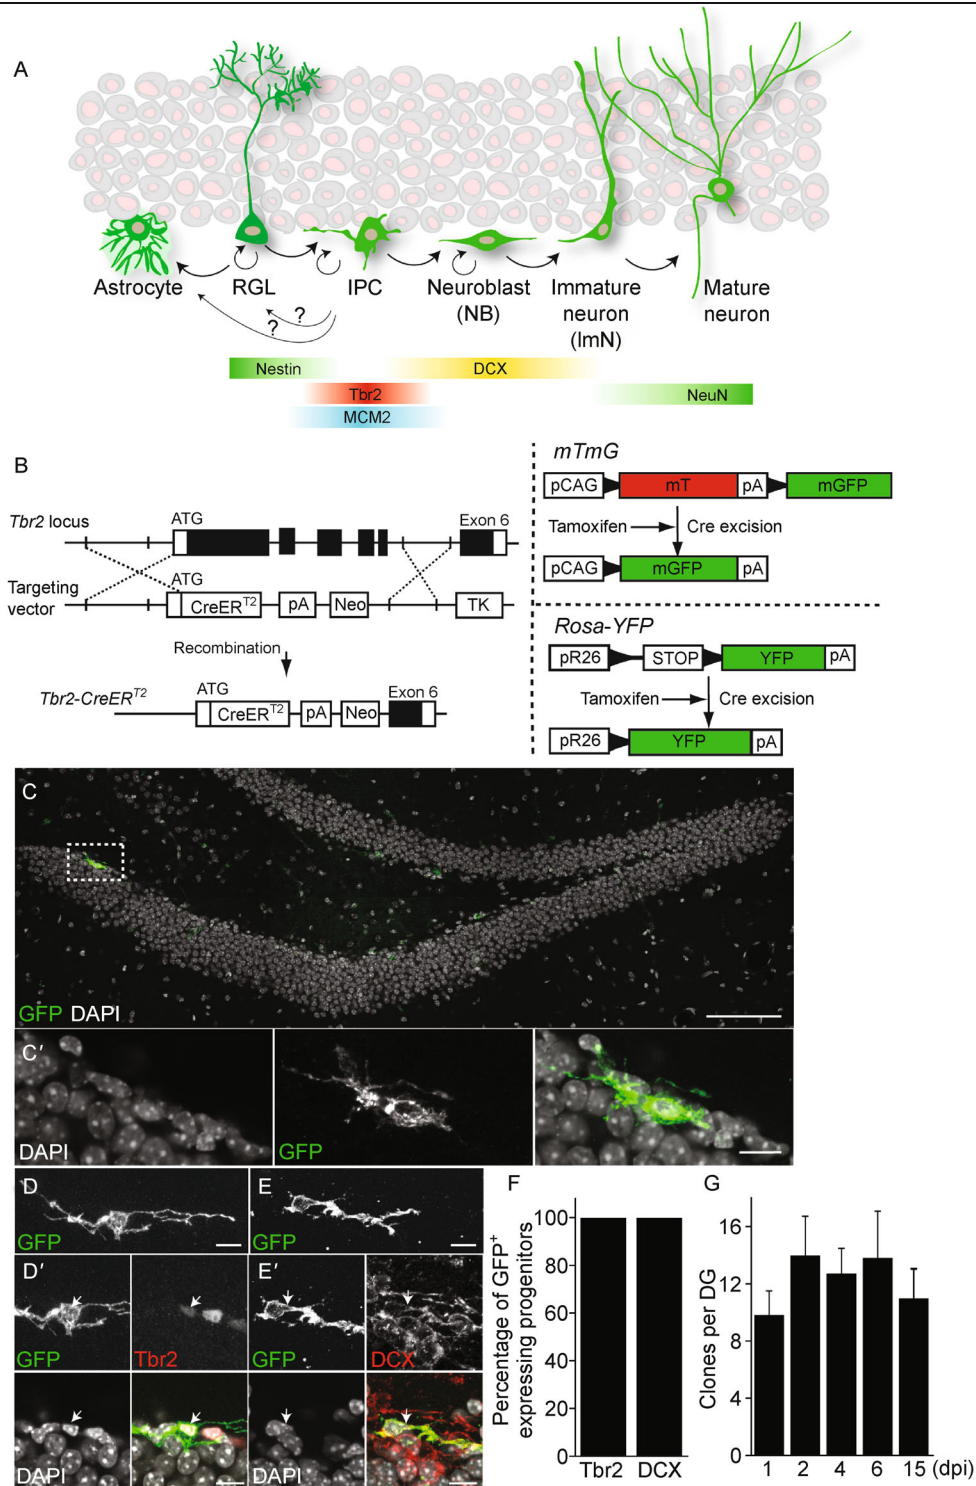 A
Astrocyte
RGL
IPC
Neuroblast
(NB)
Immature
neuron
(ImN)
Mature
neuron
?
?
Nestin
DCX
Tbr2
MCM2
NeuN
B
Tbr2 locus
ATG
Exon 6
Targeting
vector
ATG
CreERT2
pA
Neo
TK
Recombination
Tbr2-CreERT2
ATG
CreERT2
pA
Neo
Exon 6
mTmG
pCAG
mT
pA
mGFP
Tamoxifen
Cre excision
pCAG
mGFP
pA
Rosa-YFP
pR26
STOP
YFP
pA
Tamoxifen
Cre excision
pR26
YFP
pA
C
GFP DAPI
C′
DAPI
GFP
D
GFP
E
GFP
D′
GFP
Tbr2
E′
GFP
DCX
DAPI
DAPI
F
Percentage of GFP+
expressing progenitors
100
80
60
40
20
0
Tbr2
DCX
G
Clones per DG
16
12
8
4
0
1 2 4 6 15 (dpi)